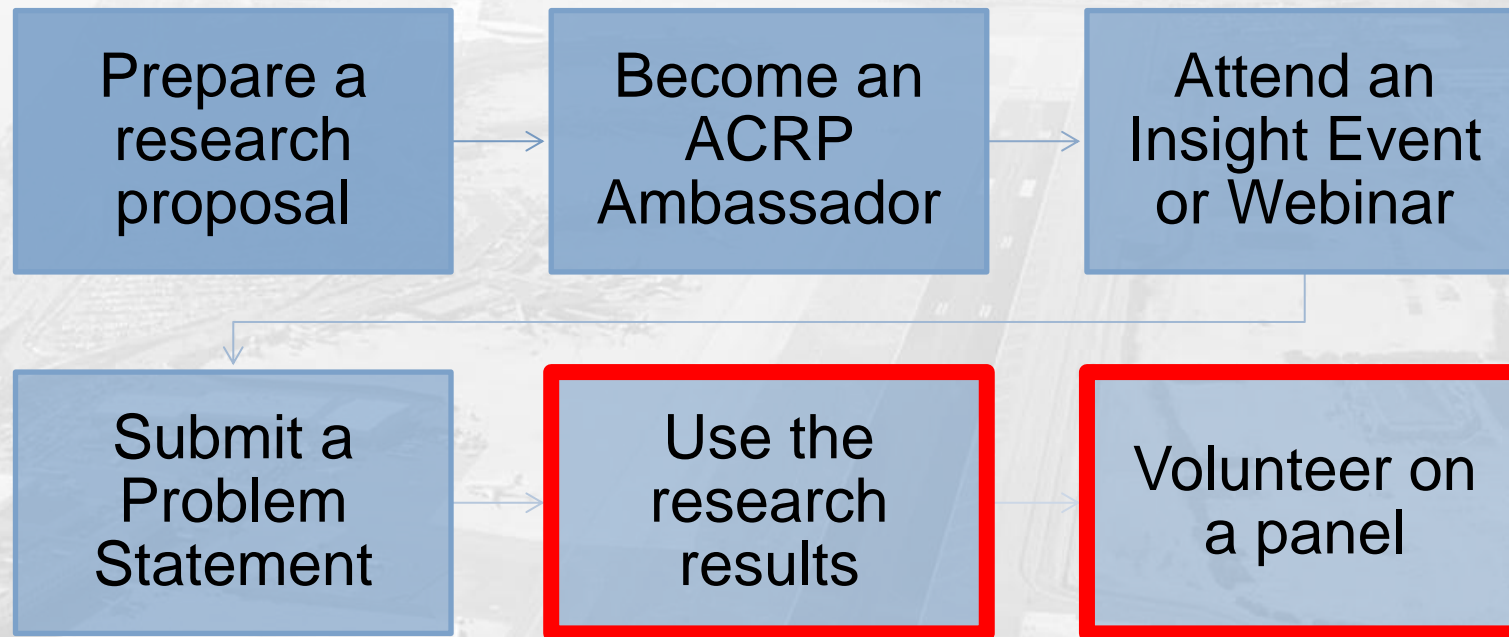 Prepare a
research
proposal
Become an
ACRP
Ambassador
Attend an
Insight Event
or Webinar
Submit a
Problem
Statement
Use the
research
results
Volunteer on
a panel